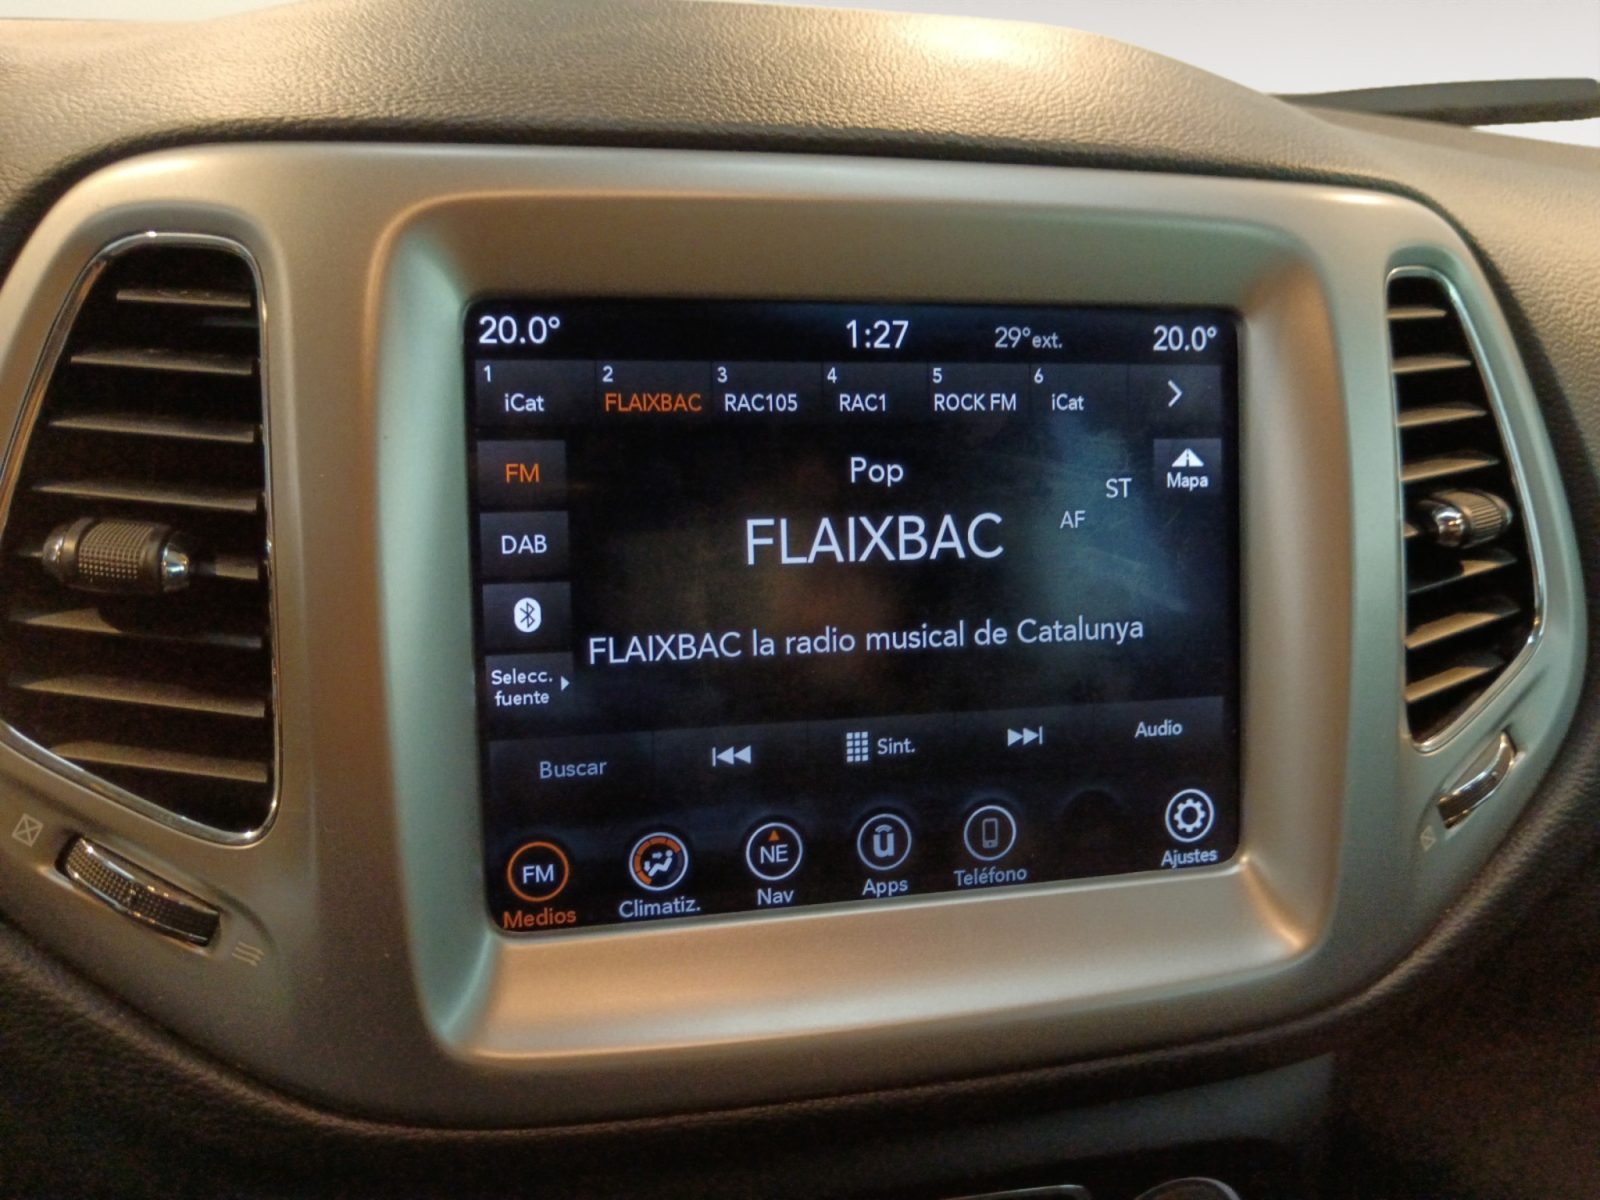 20.0° 1:27 29°ext. 20.0°
1 2 3 4 5 6
iCat FLAIXBAC RAC105 RAC1 ROCK FM iCat
FM
Pop
ST
Mapa
AF
DAB
FLAIXBAC
FLAIXBAC la radio musical de Catalunya
Selecc.
fuente
Buscar Sint. Audio
FM NE
Medios Climatiz. Nav Apps Teléfono Ajustes